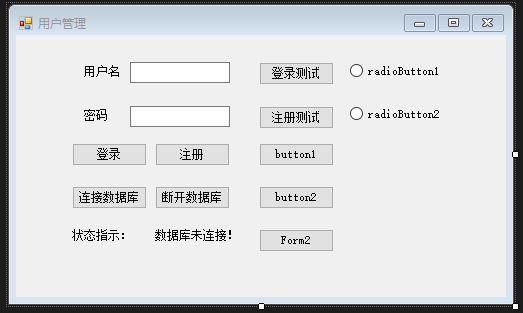 用户管理
用户名 登录测试 radioButton1
密码 注册测试 radioButton2
登录 注册 button1
连接数据库 断开数据库 button2
状态指示: 数据库未连接! Form2